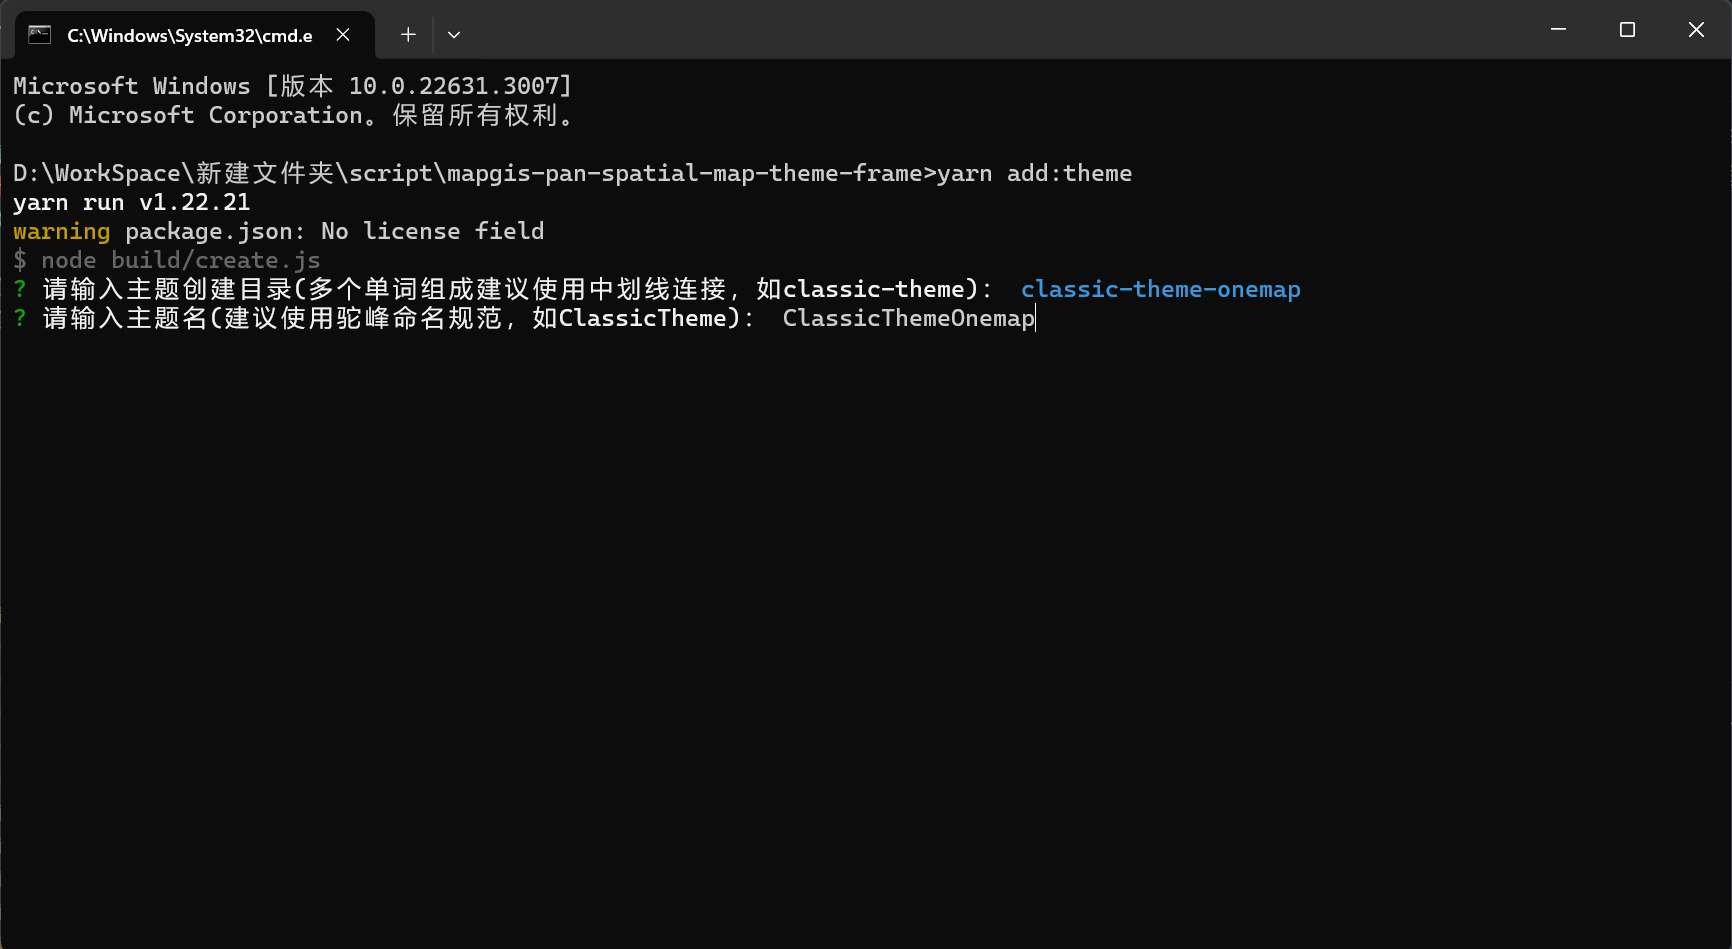 C:\Windows\System32\cmd.e
Microsoft Windows [版本 10.0.22631.3007]
(c) Microsoft Corporation。保留所有权利。
D:\WorkSpace\新建文件夹\script\mapgis-pan-spatial-map-theme-frame>yarn add:theme
yarn run v1.22.21
warning package.json: No license field
$ node build/create.js
? 请输入主题创建目录(多个单词组成建议使用中划线连接，如classic-theme)： classic-theme-onemap
? 请输入主题名(建议使用驼峰命名规范，如ClassicTheme)： ClassicThemeOnemap